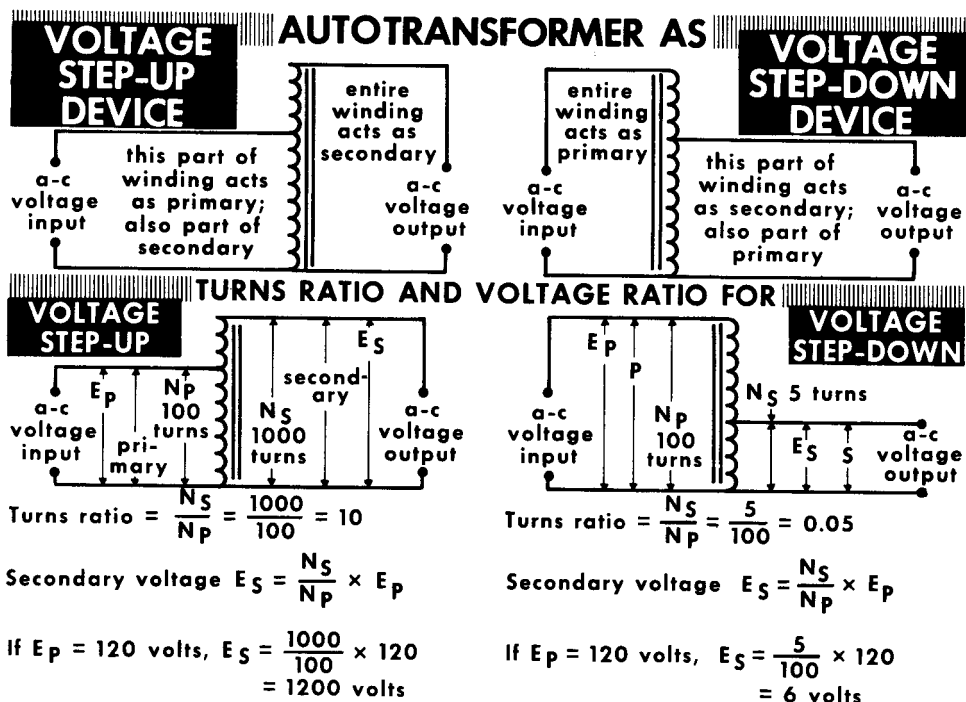 AUTOTRANSFORMER AS
VOLTAGE
STEP-UP
DEVICE
a-c
voltage
input
this part of
winding acts
as primary;
also part of
secondary
entire
winding
acts as
secondary
a-c
voltage
output
VOLTAGE
STEP-DOWN
DEVICE
a-c
voltage
input
entire
winding
acts as
primary
this part of
winding acts
as secondary;
also part of
primary
a-c
voltage
output
TURNS RATIO AND VOLTAGE RATIO FOR
VOLTAGE
STEP-UP
a-c
voltage
input
EP
pri-
mary
NP
100
turns
NS
1000
turns
second-
ary
ES
a-c
voltage
output
Turns ratio = NS/NP = 1000/100 = 10
Secondary voltage ES = NS/NP × EP
If EP = 120 volts, ES = 1000/100 × 120
= 1200 volts
VOLTAGE
STEP-DOWN
a-c
voltage
input
EP
P
NP
100
turns
NS 5 turns
ES
S
a-c
voltage
output
Turns ratio = NS/NP = 5/100 = 0.05
Secondary voltage ES = NS/NP × EP
If EP = 120 volts, ES = 5/100 × 120
= 6 volts